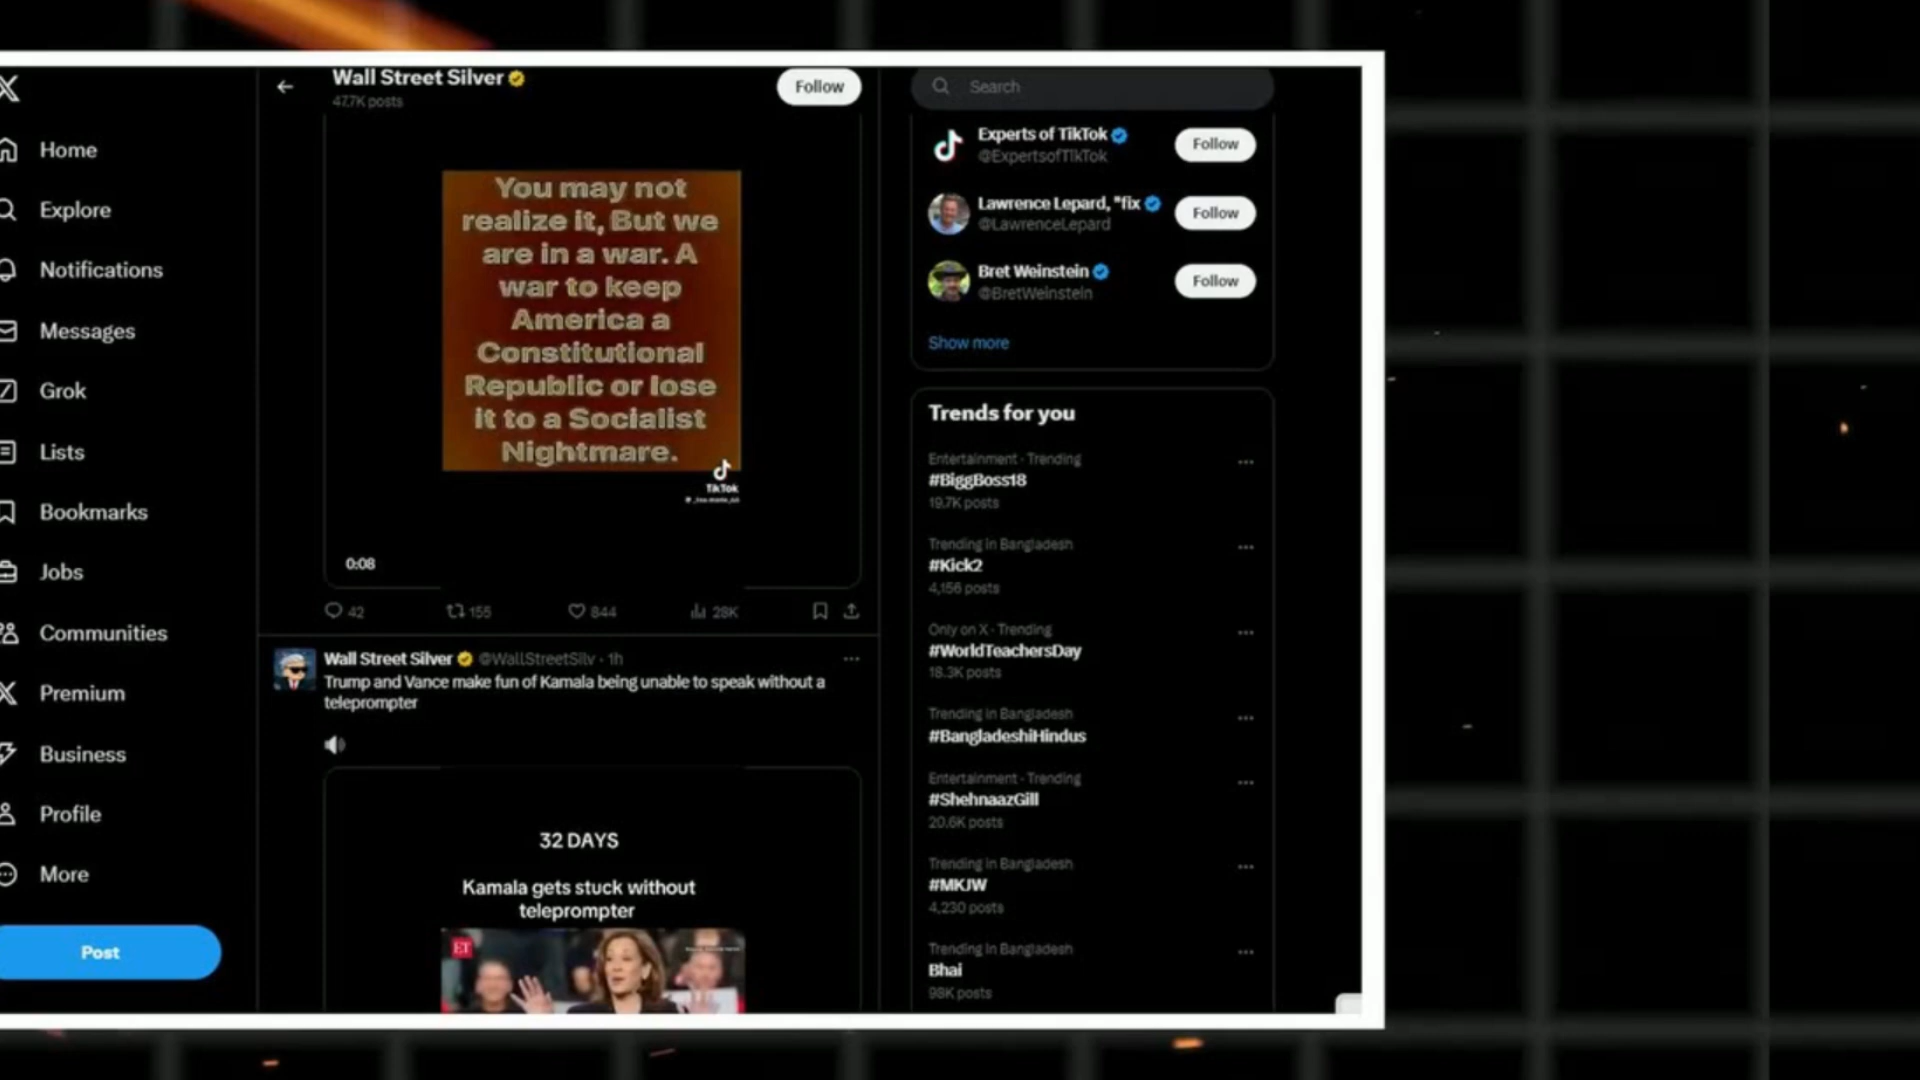 Home
Explore
Notifications
Messages
Grok
Lists
Bookmarks
Jobs
Communities
Premium
Business
Profile
More
Post
Wall Street Silver
47.7K posts
Follow
You may not
realize it, But we
are in a war. A
war to keep
America a
Constitutional
Republic or lose
it to a Socialist
Nightmare.
TikTok
0:08
42
155
844
28K
Wall Street Silver @WallStreetSilv · 1h
Trump and Vance make fun of Kamala being unable to speak without a
teleprompter
32 DAYS
Kamala gets stuck without
teleprompter
ET
Search
Experts of TikTok
@ExpertsofTikTok
Follow
Lawrence Lepard, "fix
@LawrenceLepard
Follow
Bret Weinstein
@BretWeinstein
Follow
Show more
Trends for you
Entertainment · Trending
#BiggBoss18
19.7K posts
Trending in Bangladesh
#Kick2
4,156 posts
Only on X · Trending
#WorldTeachersDay
18.3K posts
Trending in Bangladesh
#BangladeshiHindus
Entertainment · Trending
#ShehnaazGill
20.6K posts
Trending in Bangladesh
#MKJW
4,230 posts
Trending in Bangladesh
Bhai
98K posts